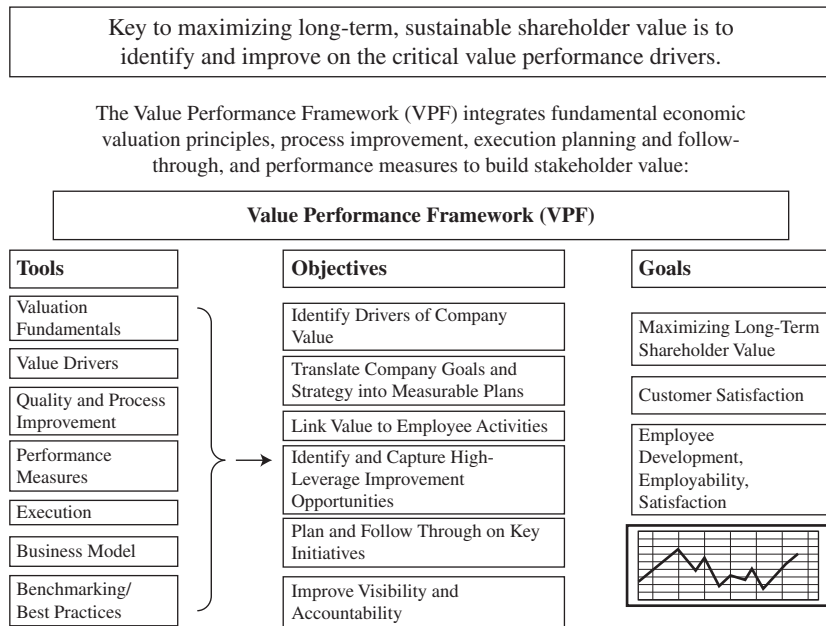 Key to maximizing long-term, sustainable shareholder value is to
identify and improve on the critical value performance drivers.
The Value Performance Framework (VPF) integrates fundamental economic
valuation principles, process improvement, execution planning and follow-
through, and performance measures to build stakeholder value:
Value Performance Framework (VPF)
Tools
Valuation
Fundamentals
Value Drivers
Quality and Process
Improvement
Performance
Measures
Execution
Business Model
Benchmarking/
Best Practices
Objectives
Identify Drivers of Company
Value
Translate Company Goals and
Strategy into Measurable Plans
Link Value to Employee Activities
Identify and Capture High-
Leverage Improvement
Opportunities
Plan and Follow Through on Key
Initiatives
Improve Visibility and
Accountability
Goals
Maximizing Long-Term
Shareholder Value
Customer Satisfaction
Employee
Development,
Employability,
Satisfaction